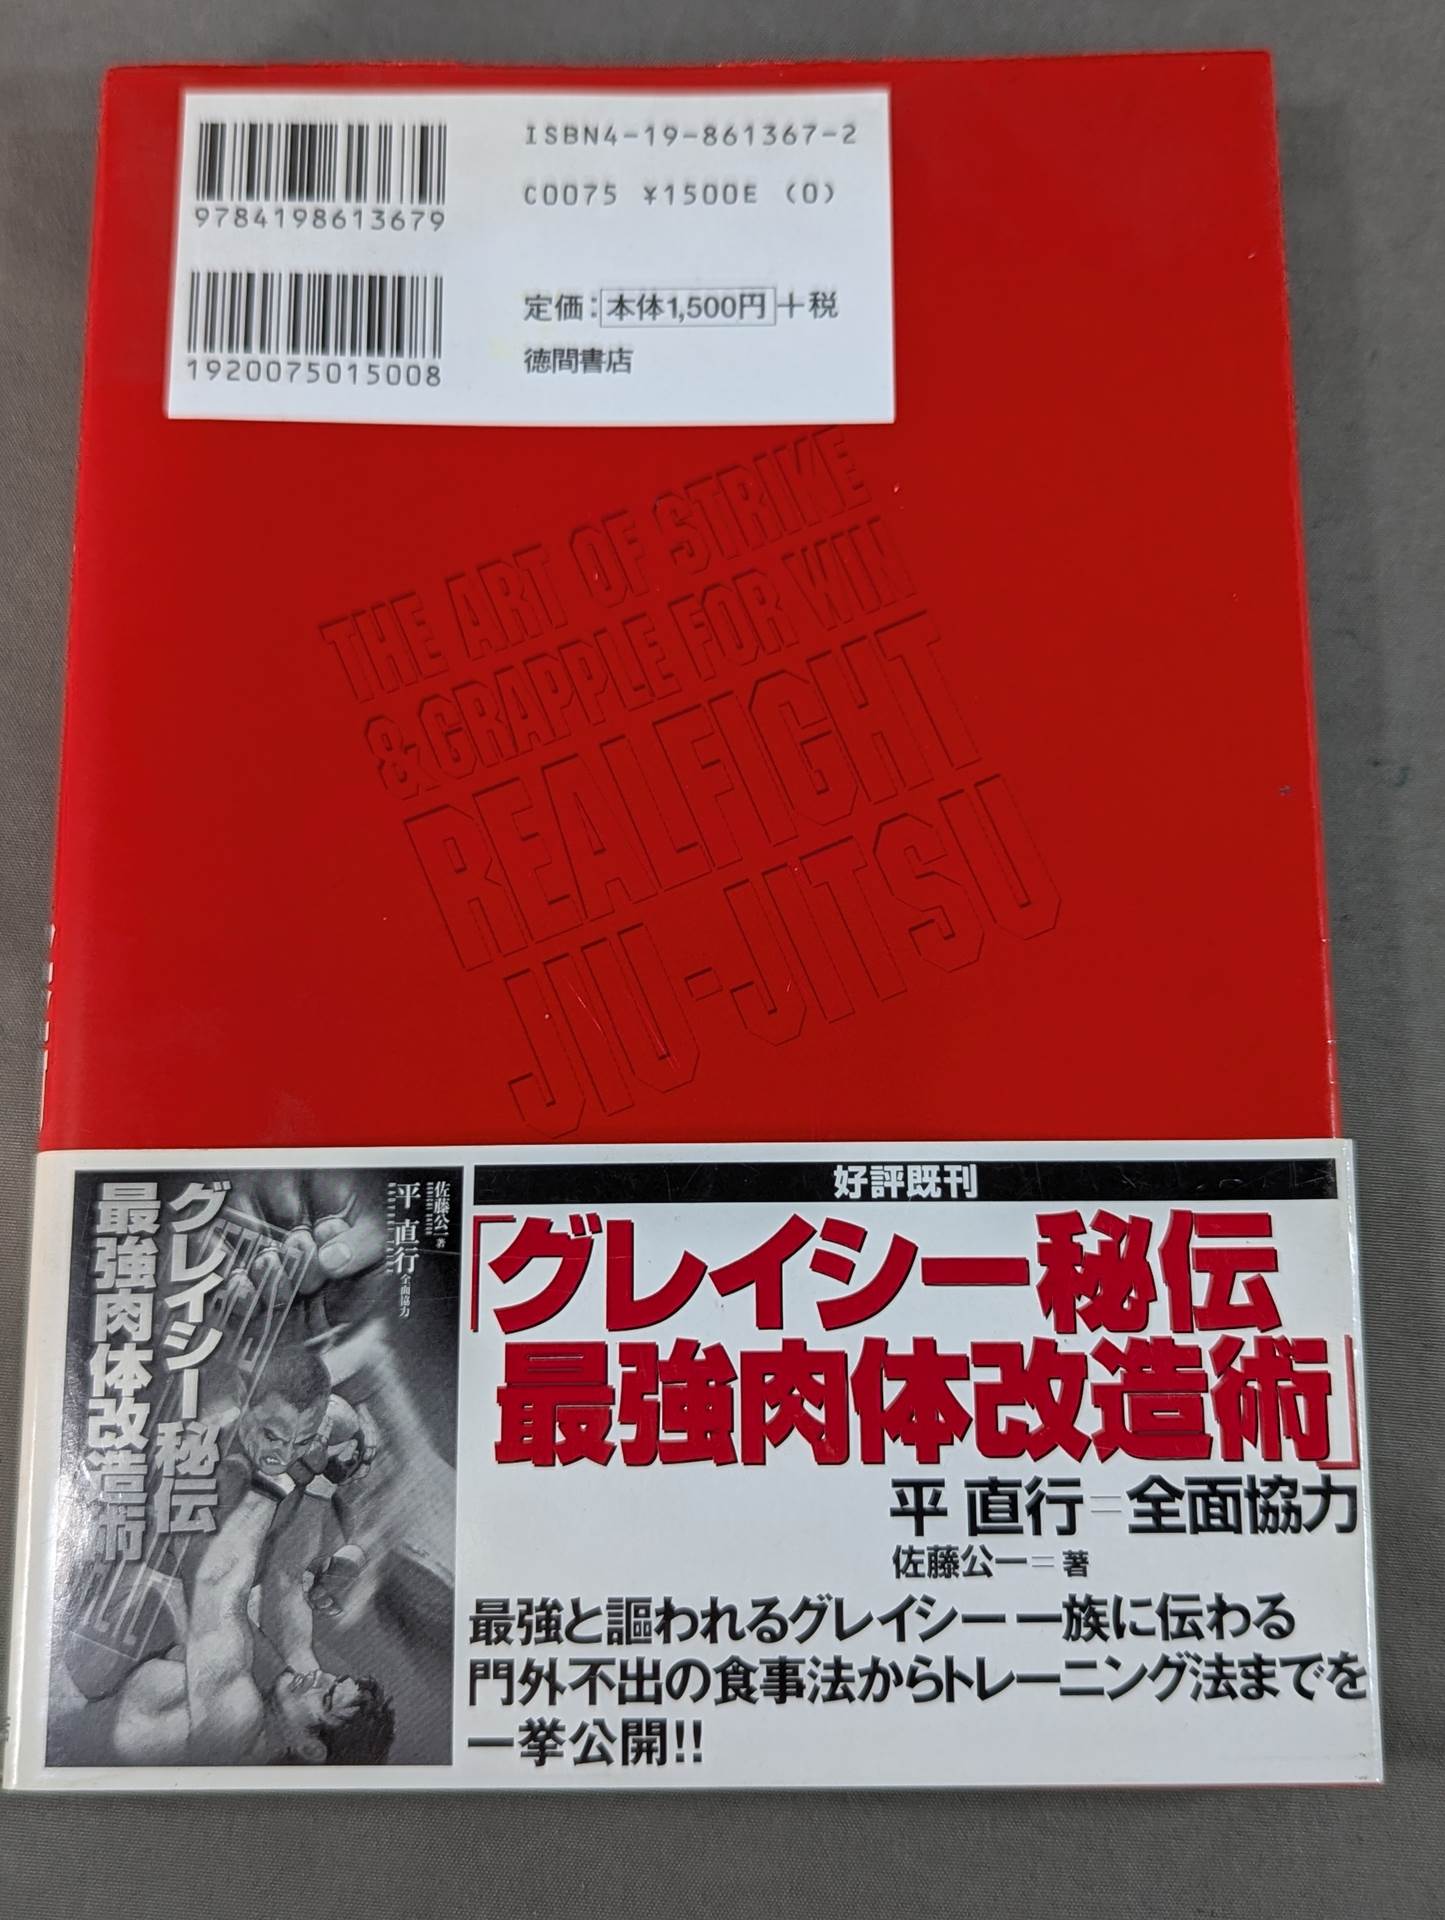 ISBN4-19-861367-2
C0075 ¥1500E (0)
9784198613679
定価：本体1,500円＋税
徳間書店
1920075015008
THE ART OF STRIKE
& GRAPPLE FOR WIN
REALFIGHT
JIU-JITSU
好評既刊
「グレイシー秘伝
最強肉体改造術」
平 直行＝全面協力
佐藤公一＝著
最強と謳われるグレイシー一族に伝わる
門外不出の食事法からトレーニング法までを
一挙公開!!
佐藤公一 著
平 直行 全面協力
グレイシー秘伝
最強肉体改造術